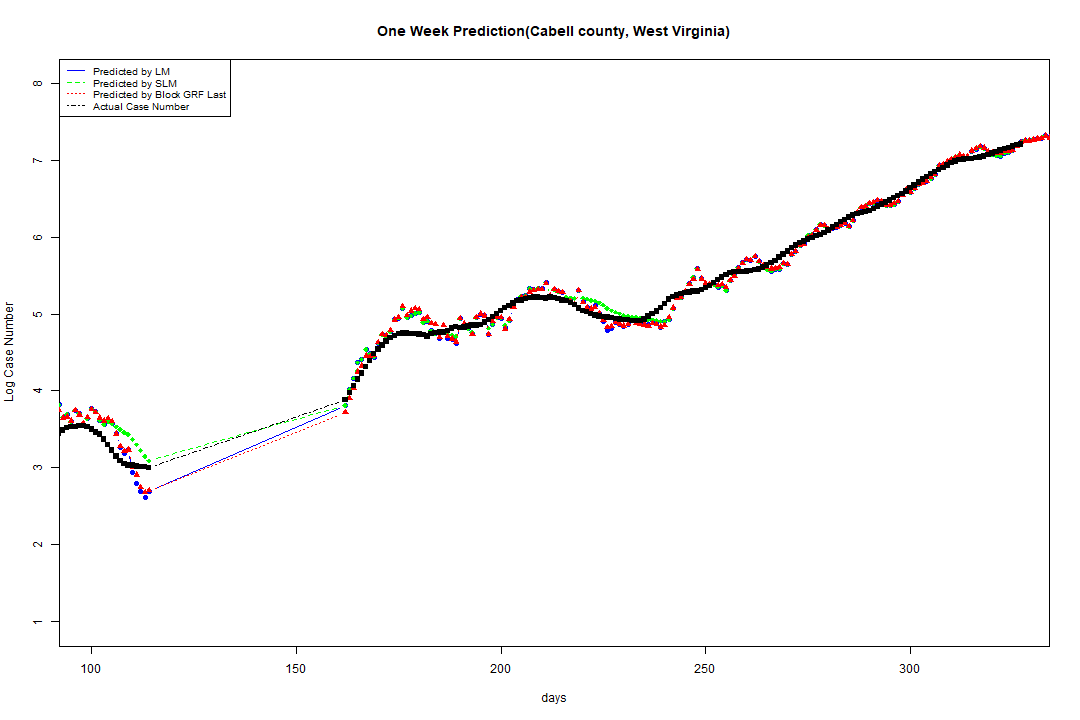 One Week Prediction(Cabell county, West Virginia)
Predicted by LM
Predicted by SLM
Predicted by Block GRF Last
Actual Case Number
8
7
6
5
4
3
2
1
Log Case Number
100 150 200 250 300
days